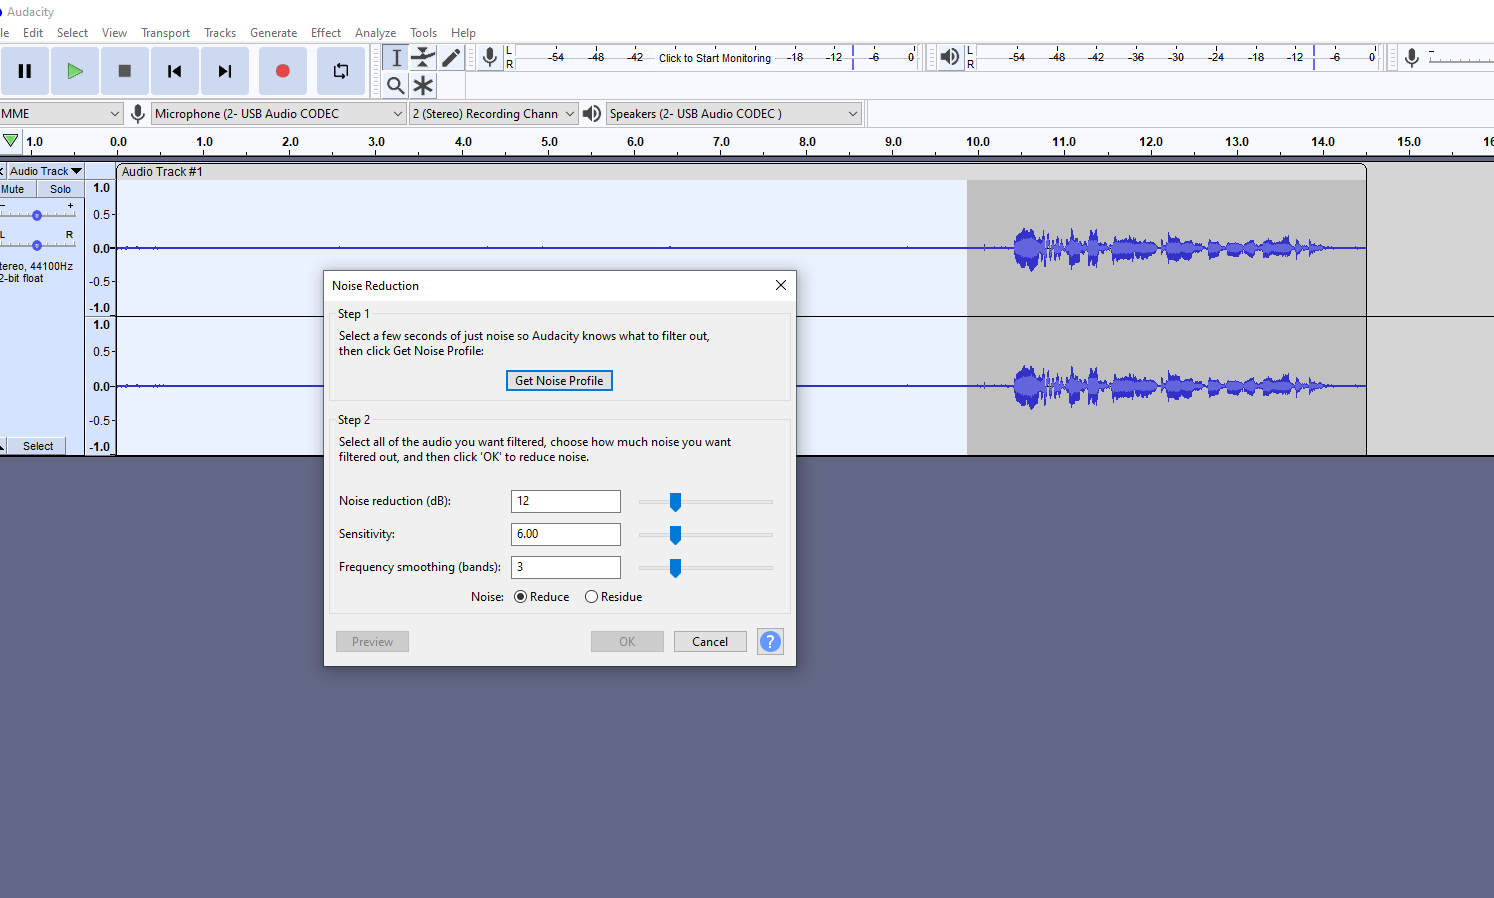 Audacity
le Edit Select View Transport Tracks Generate Effect Analyze Tools Help
L
R
-54 -48 -42 Click to Start Monitoring -18 -12 -6 0
L
R
-54 -48 -42 -36 -30 -24 -18 -12 -6 0
MME
Microphone (2- USB Audio CODEC
2 (Stereo) Recording Chann
Speakers (2- USB Audio CODEC )
1.0 0.0 1.0 2.0 3.0 4.0 5.0 6.0 7.0 8.0 9.0 10.0 11.0 12.0 13.0 14.0 15.0 16
Audio Track
Audio Track #1
Mute Solo
- +
L R
tereo, 44100Hz
2-bit float
Select
1.0
0.5
0.0
-0.5
-1.0
1.0
0.5
0.0
-0.5
-1.0
Noise Reduction
Step 1
Select a few seconds of just noise so Audacity knows what to filter out,
then click Get Noise Profile:
Get Noise Profile
Step 2
Select all of the audio you want filtered, choose how much noise you want
filtered out, and then click 'OK' to reduce noise.
Noise reduction (dB): 12
Sensitivity: 6.00
Frequency smoothing (bands): 3
Noise: Reduce Residue
Preview OK Cancel ?